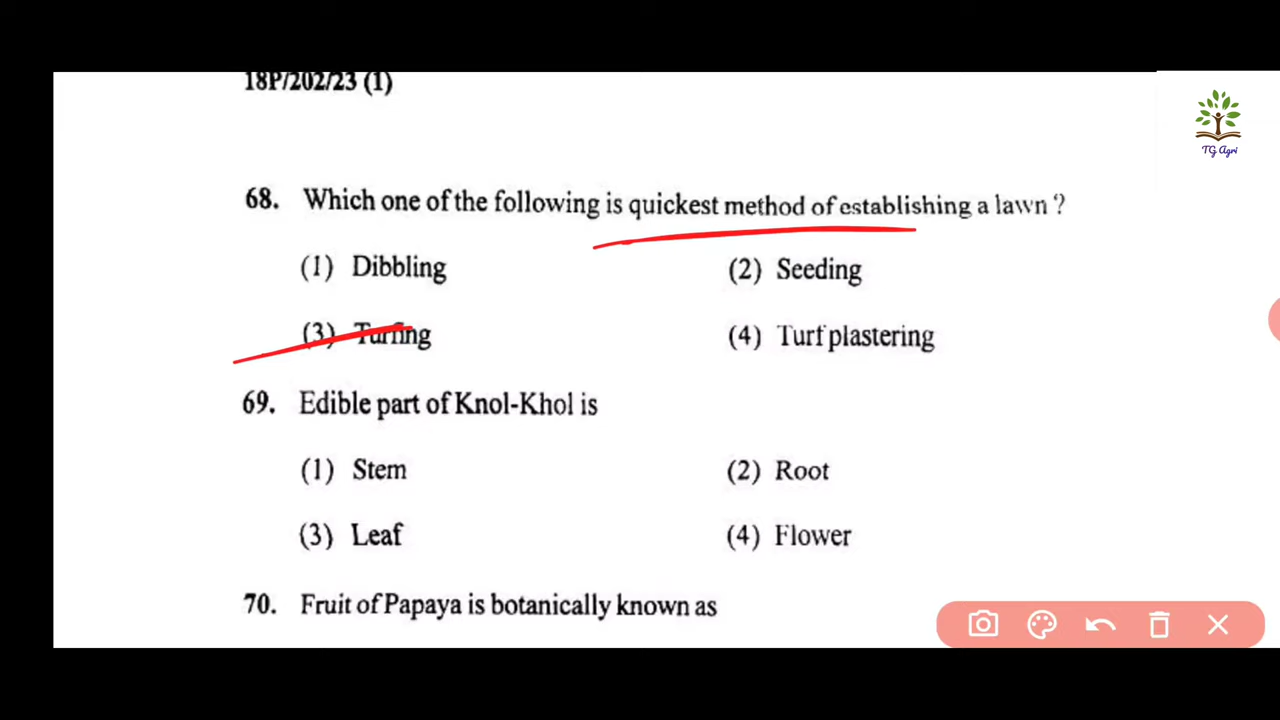 18P/202/23 (1)
TG Agri
68. Which one of the following is quickest method of establishing a lawn ?
(1) Dibbling (2) Seeding
(3) Turfing (4) Turf plastering
69. Edible part of Knol-Khol is
(1) Stem (2) Root
(3) Leaf (4) Flower
70. Fruit of Papaya is botanically known as